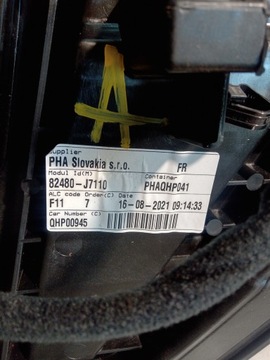 A
Supplier
PHA Slovakia s.r.o. FR
Modul Id(M) Container
82480-J7110 PHAQHP041
ALC code Order(C) Date
F11 7 16-08-2021 09:14:33
Car Number (C)
QHP00945